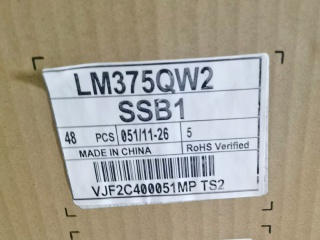 LM375QW2
SSB1
48 PCS 051/11-26 5
MADE IN CHINA RoHS Verified
VJF2C400051MP TS2